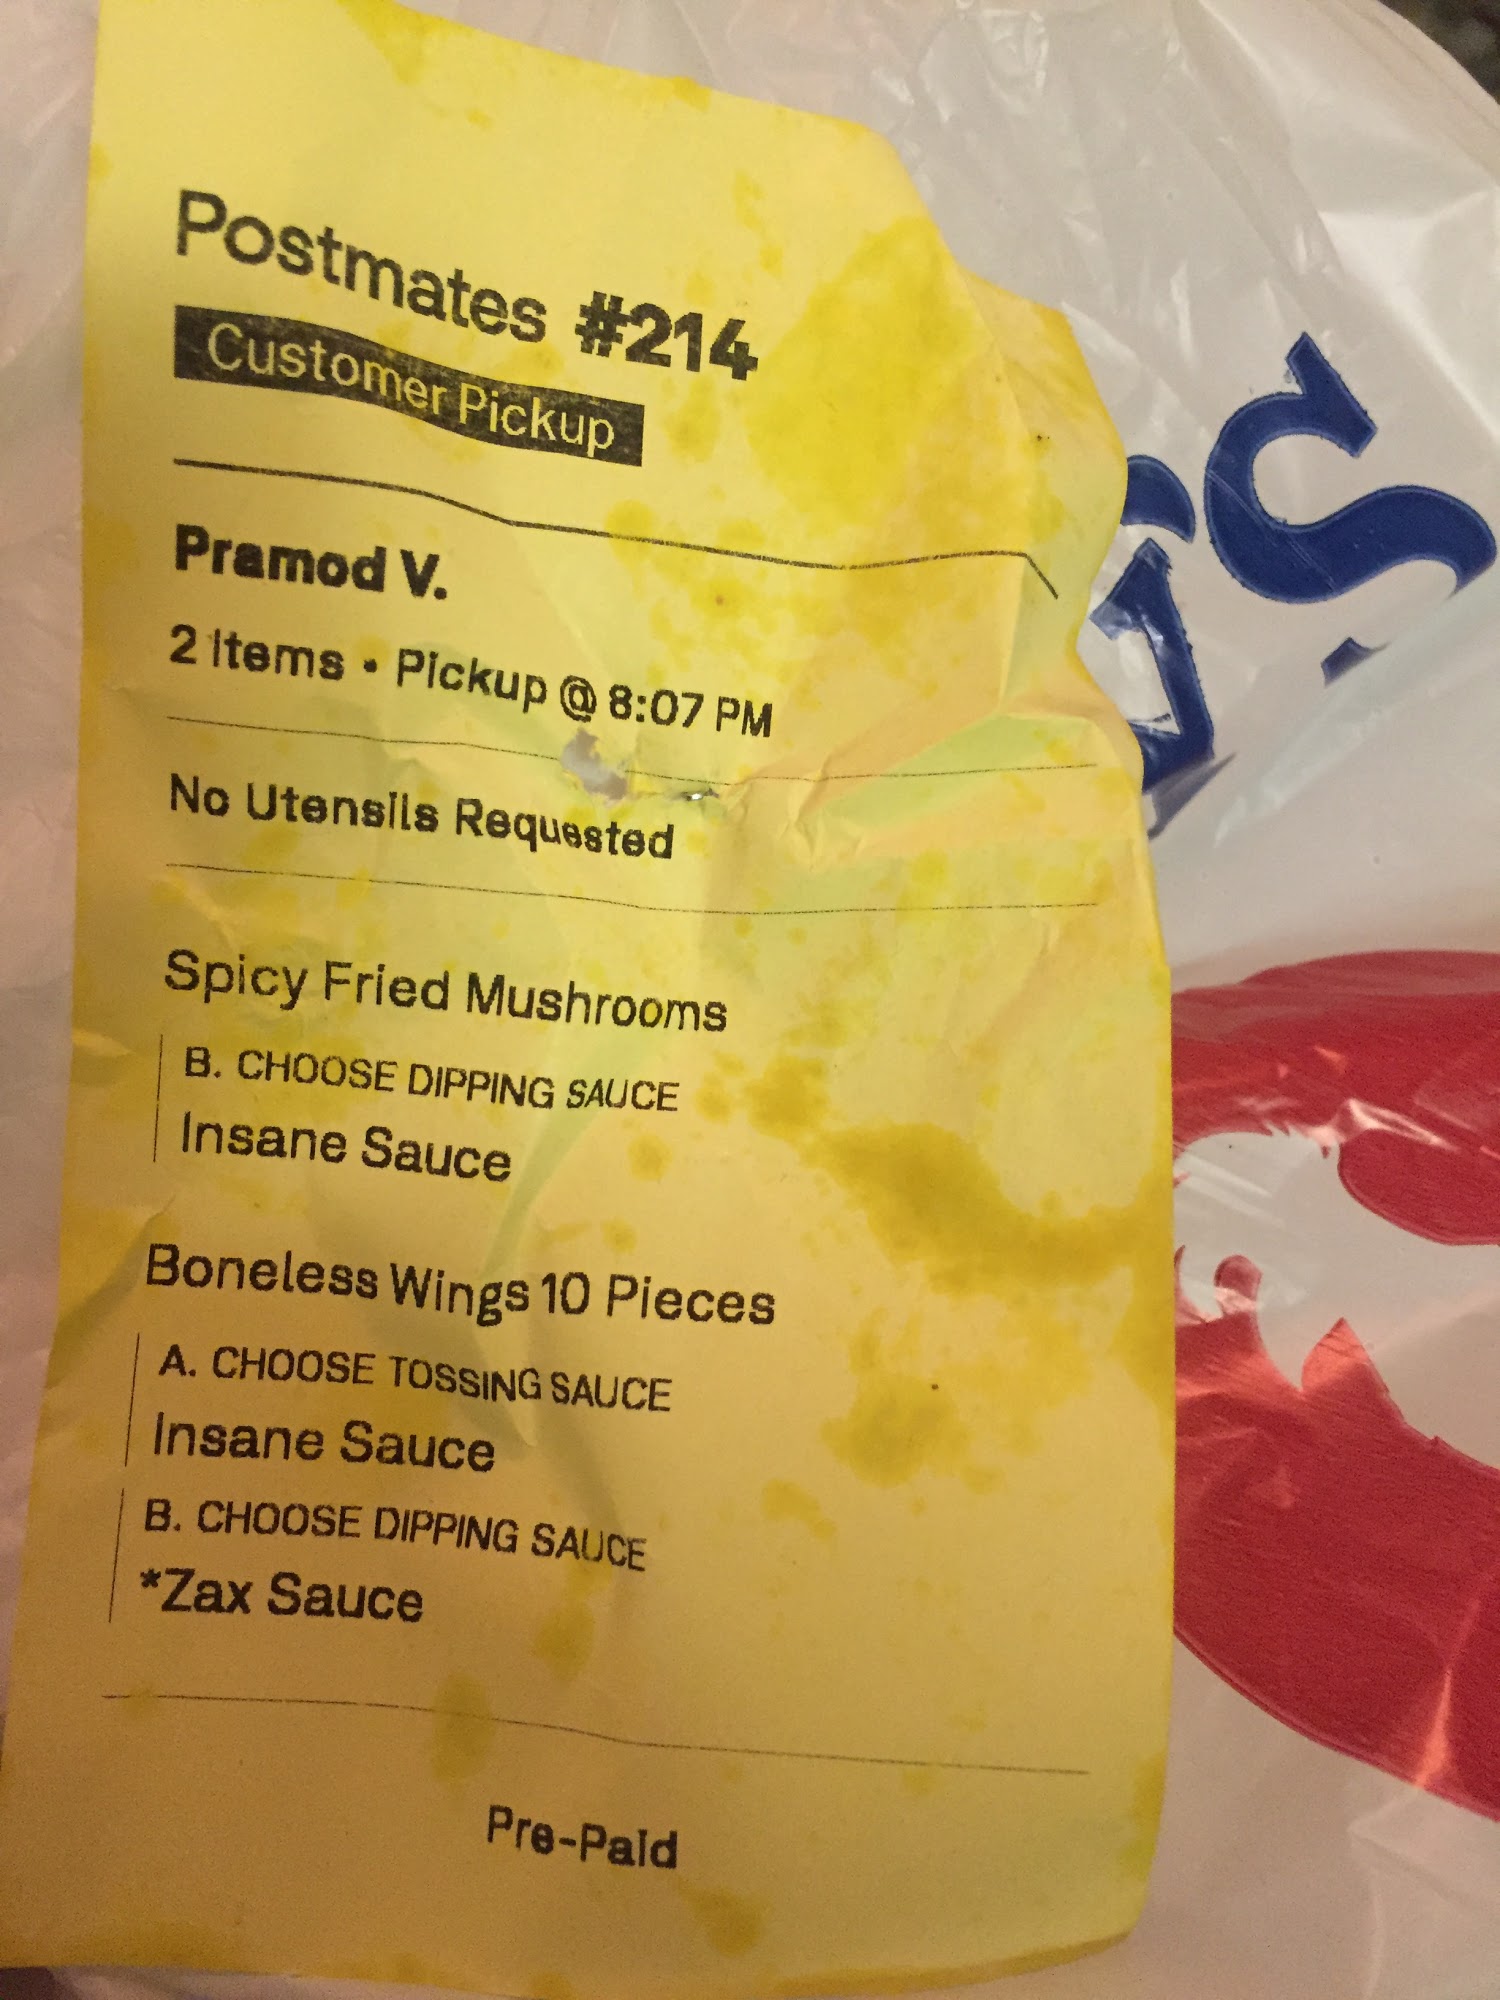 Postmates #214
Customer Pickup
Pramod V.
2 Items • Pickup @ 8:07 PM
No Utensils Requested
Spicy Fried Mushrooms
B. CHOOSE DIPPING SAUCE
Insane Sauce
Boneless Wings 10 Pieces
A. CHOOSE TOSSING SAUCE
Insane Sauce
B. CHOOSE DIPPING SAUCE
*Zax Sauce
Pre-Paid